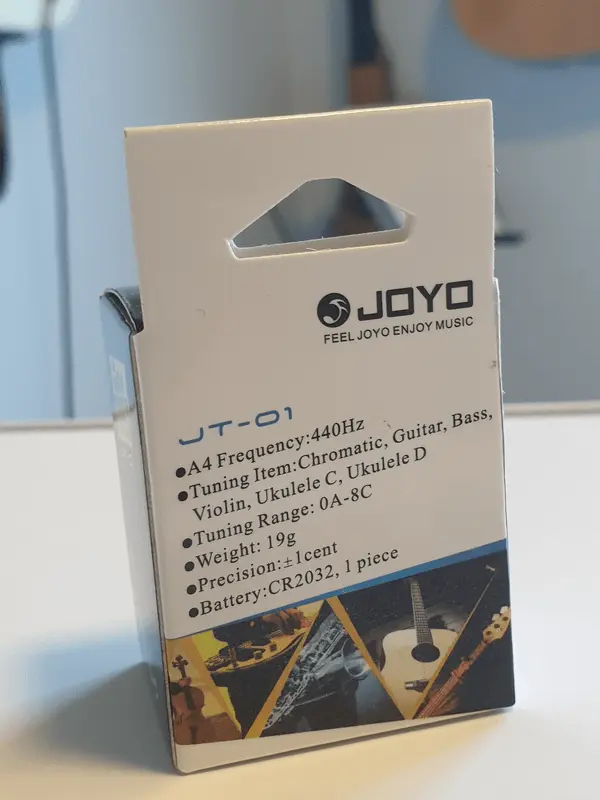 JOYO
FEEL JOYO ENJOY MUSIC
JT-01
●A4 Frequency:440Hz
●Tuning Item:Chromatic, Guitar, Bass,
Violin, Ukulele C, Ukulele D
●Tuning Range: 0A-8C
●Weight: 19g
●Precision:±1cent
●Battery:CR2032, 1 piece